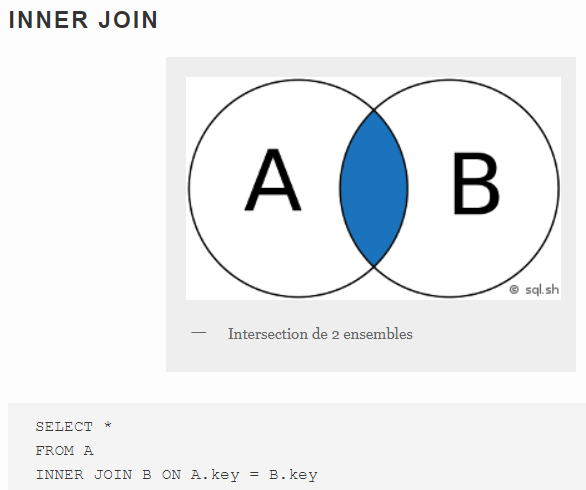 INNER JOIN
A
B
© sql.sh
— Intersection de 2 ensembles
SELECT *
FROM A
INNER JOIN B ON A.key = B.key